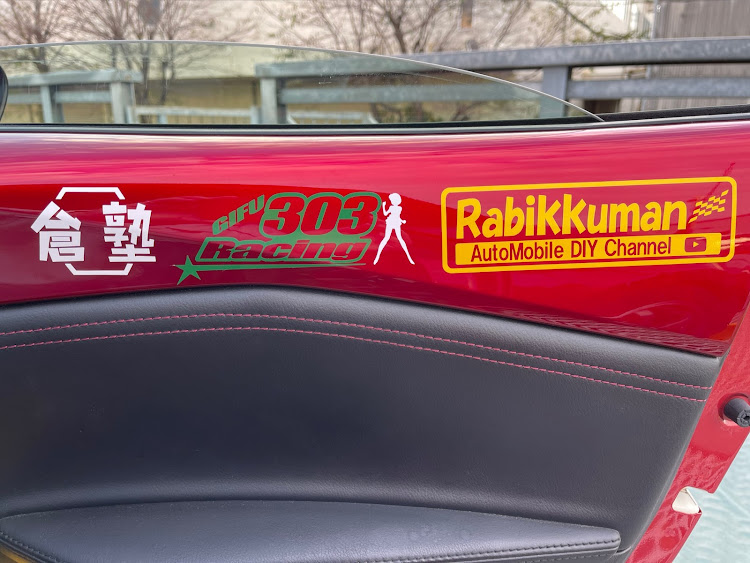 倉塾
GIFU 303
Racing
RabiKKuman
AutoMobile DIY Channel